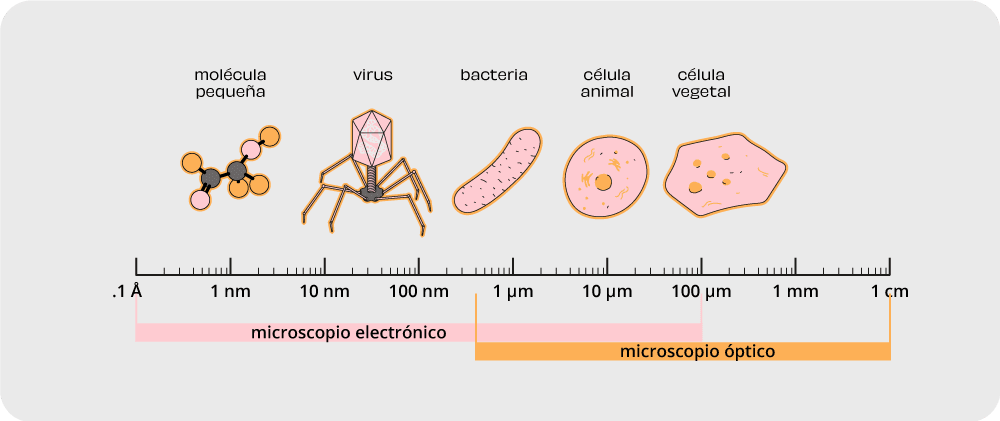 molécula
pequeña
virus
bacteria
célula
animal
célula
vegetal
.1 Å
1 nm
10 nm
100 nm
1 µm
10 µm
100 µm
1 mm
1 cm
microscopio electrónico
microscopio óptico